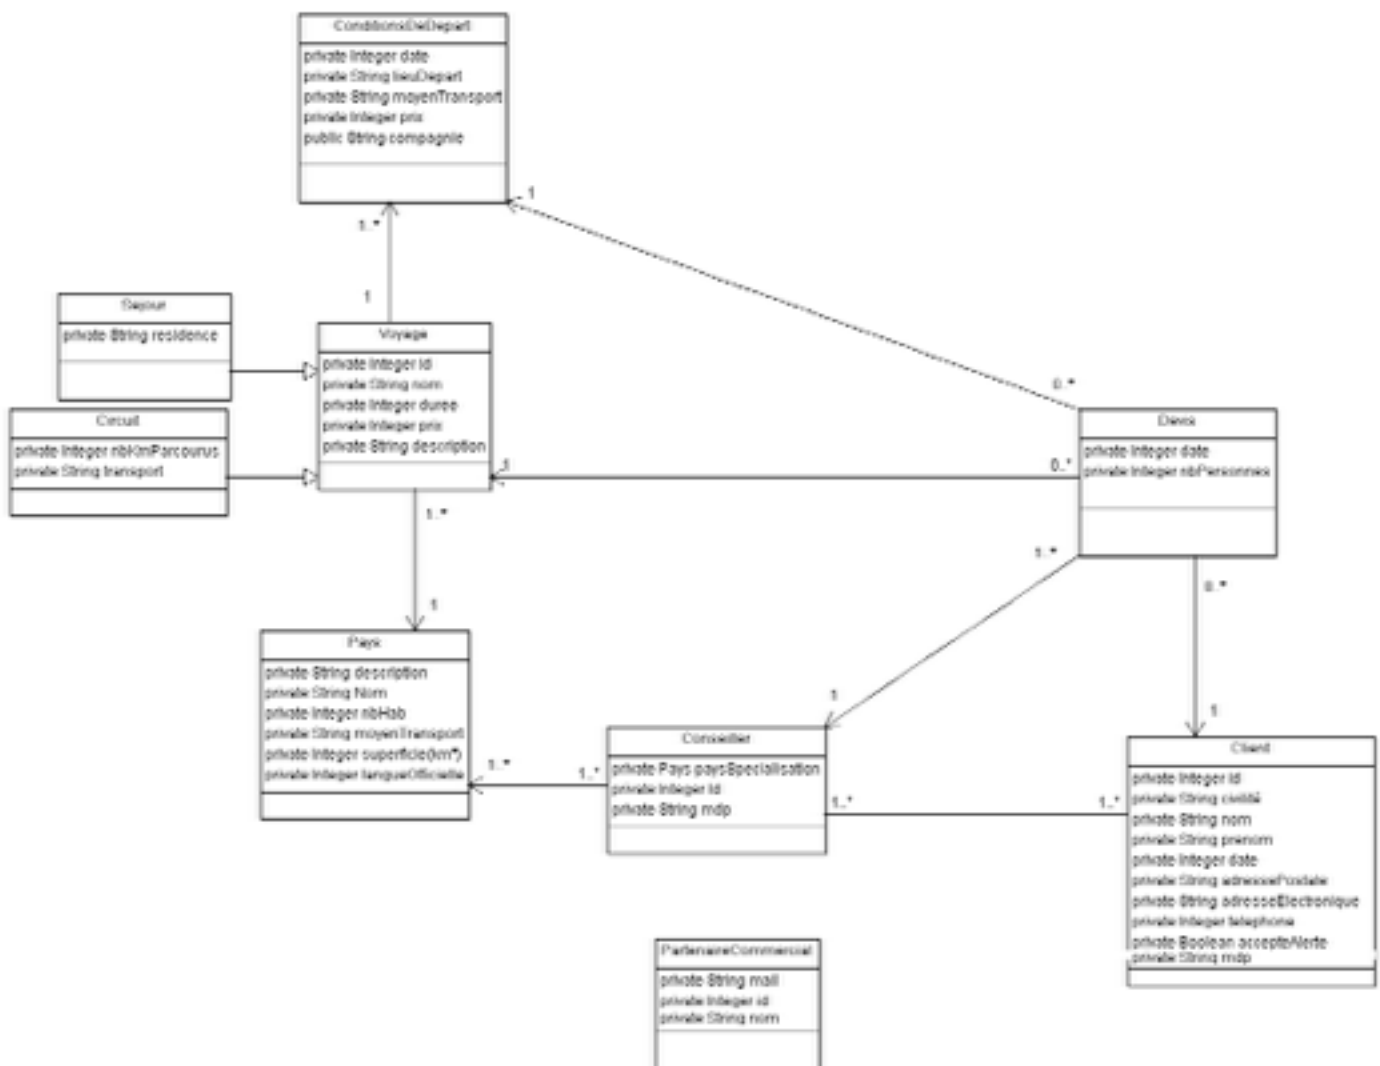 ConditionsDeDepart
private Integer date
private String lieuDepart
private String moyenTransport
private Integer prix
public String compagnie
1
1..*
1
Sejour
private String residence
Voyage
private Integer id
private String nom
private Integer duree
private Integer prix
private String description
0..*
Circuit
private Integer nbKmParcourus
private String transport
Devis
private Integer date
private Integer nbPersonnes
1
0..*
1..*
1..*
0..*
1
Pays
private String description
private String Nom
private Integer nbHab
private String moyenTransport
private Integer superficie(km²)
private Integer langueOfficielle
1
1
Conseiller
private Pays paysSpecialisation
private Integer id
private String mdp
1..*
1..*
1..*
1..*
Client
private Integer id
private String civilité
private String nom
private String prenom
private Integer date
private String adressePostale
private String adresseElectronique
private Integer telephone
private Boolean accepteAlerte
private String mdp
PartenaireCommercial
private String mail
private Integer id
private String nom